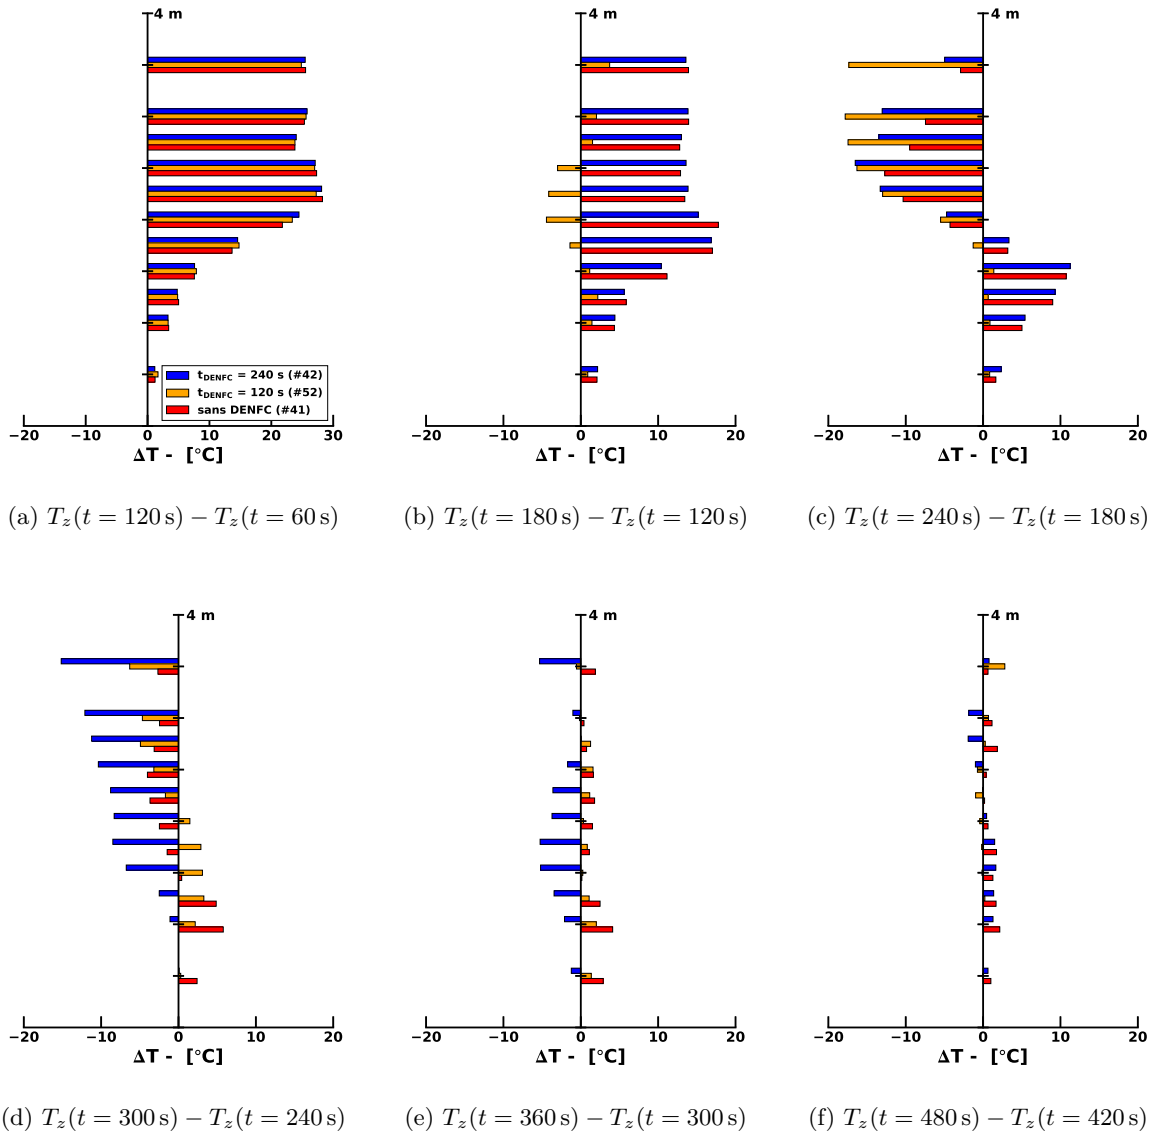 4 m
4 m
4 m
t_DENFC = 240 s (#42)
t_DENFC = 120 s (#52)
sans DENFC (#41)
−20 −10 0 10 20 30
ΔT - [°C]
−20 −10 0 10 20
ΔT - [°C]
−20 −10 0 10 20
ΔT - [°C]
(a) T_z(t = 120 s) − T_z(t = 60 s)
(b) T_z(t = 180 s) − T_z(t = 120 s)
(c) T_z(t = 240 s) − T_z(t = 180 s)
4 m
4 m
4 m
−20 −10 0 10 20
ΔT - [°C]
−20 −10 0 10 20
ΔT - [°C]
−20 −10 0 10 20
ΔT - [°C]
(d) T_z(t = 300 s) − T_z(t = 240 s)
(e) T_z(t = 360 s) − T_z(t = 300 s)
(f) T_z(t = 480 s) − T_z(t = 420 s)